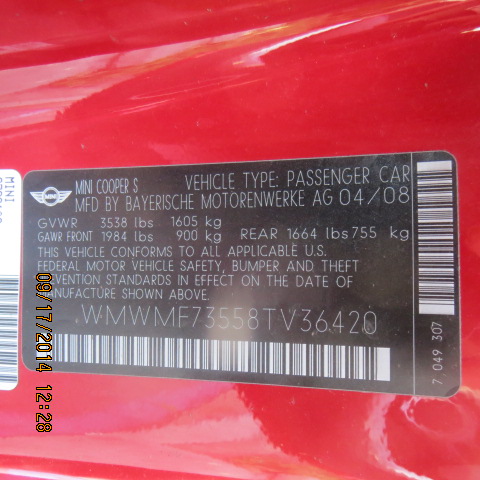 MINI
MINI COOPER S VEHICLE TYPE: PASSENGER CAR
MFD BY BAYERISCHE MOTORENWERKE AG 04/08
GVWR 3538 lbs 1605 kg
GAWR FRONT 1984 lbs 900 kg REAR 1664 lbs 755 kg
THIS VEHICLE CONFORMS TO ALL APPLICABLE U.S.
FEDERAL MOTOR VEHICLE SAFETY, BUMPER AND THEFT
PREVENTION STANDARDS IN EFFECT ON THE DATE OF
MANUFACTURE SHOWN ABOVE.
WMWMF73558TV36420
7 049 307
MINI
09/17/2014 12:28